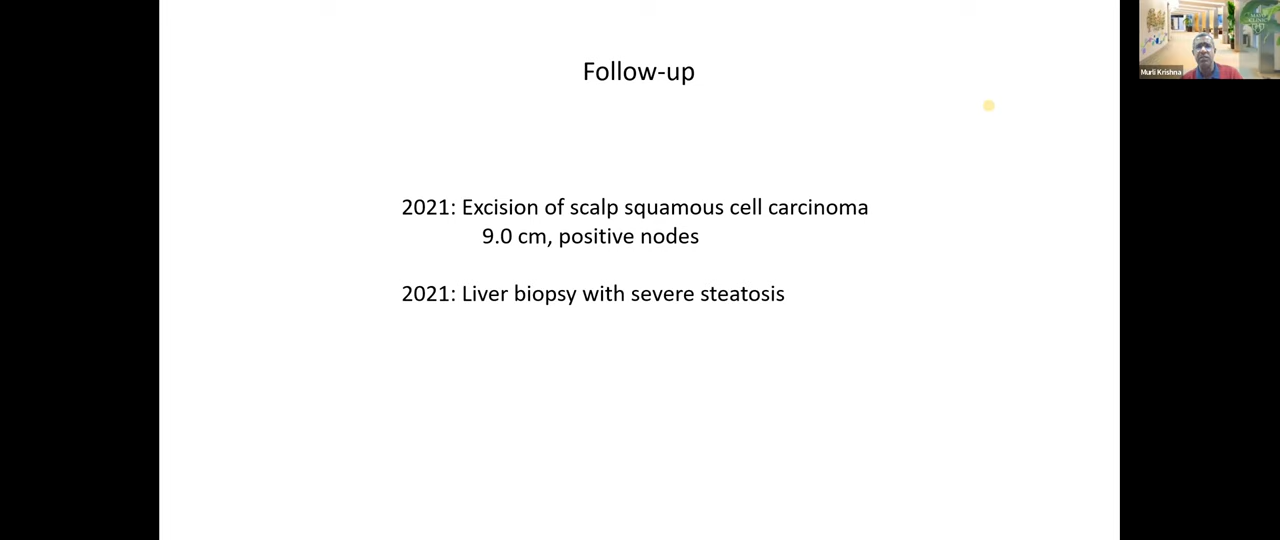 Follow-up
2021: Excision of scalp squamous cell carcinoma
9.0 cm, positive nodes
2021: Liver biopsy with severe steatosis
Murli Krishna